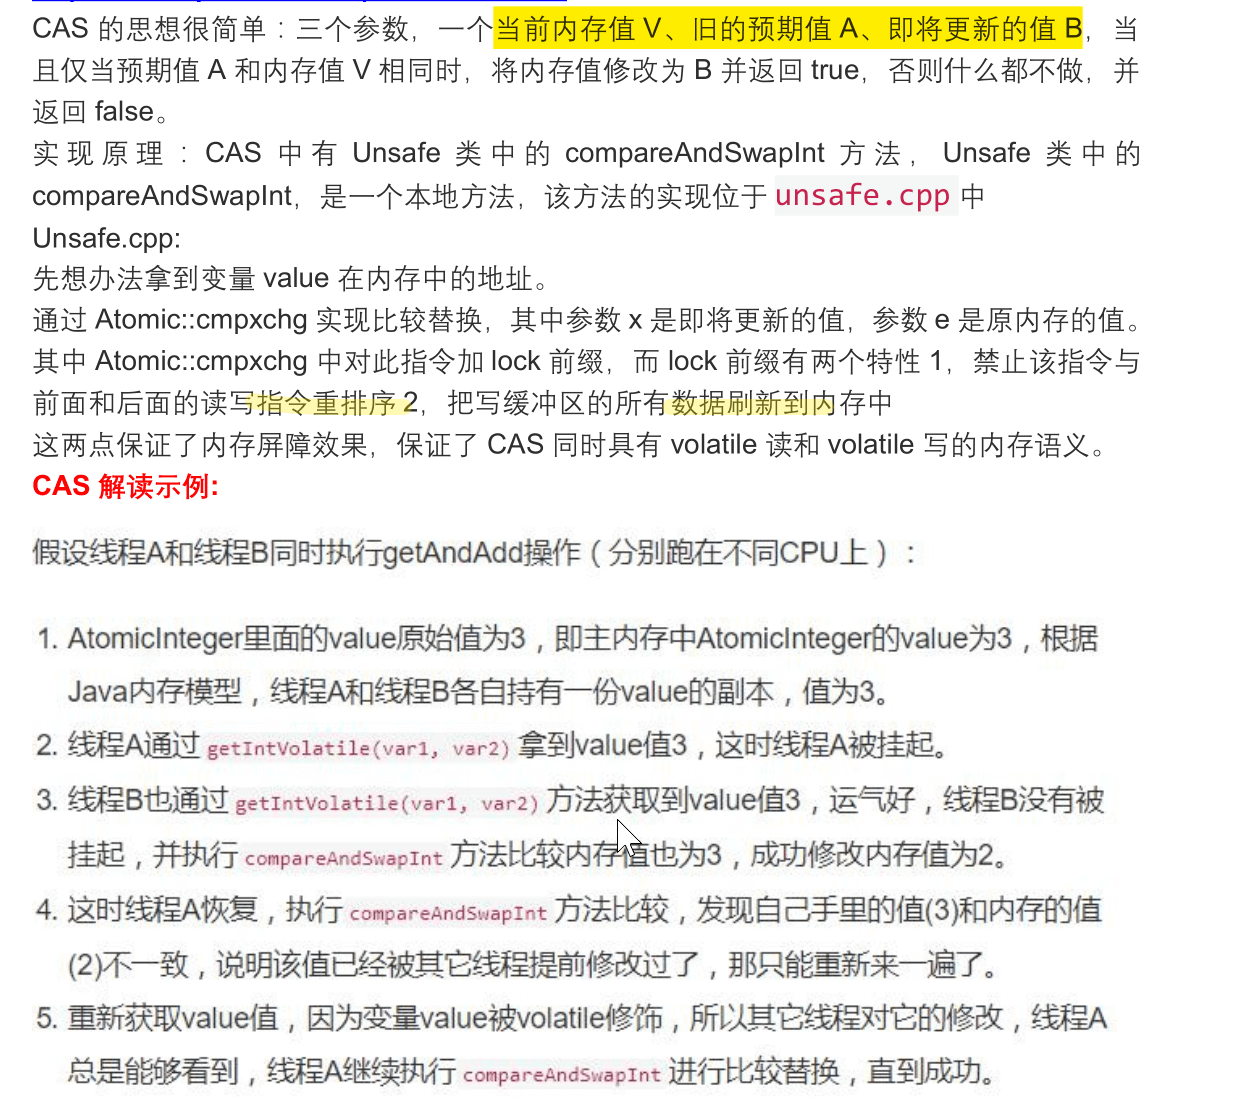 CAS 的思想很简单：三个参数，一个当前内存值 V、旧的预期值 A、即将更新的值 B，当
且仅当预期值 A 和内存值 V 相同时，将内存值修改为 B 并返回 true，否则什么都不做，并
返回 false。
实现原理：CAS 中有 Unsafe 类中的 compareAndSwapInt 方法，Unsafe 类中的
compareAndSwapInt，是一个本地方法，该方法的实现位于 unsafe.cpp 中
Unsafe.cpp:
先想办法拿到变量 value 在内存中的地址。
通过 Atomic::cmpxchg 实现比较替换，其中参数 x 是即将更新的值，参数 e 是原内存的值。
其中 Atomic::cmpxchg 中对此指令加 lock 前缀，而 lock 前缀有两个特性 1，禁止该指令与
前面和后面的读写指令重排序 2，把写缓冲区的所有数据刷新到内存中
这两点保证了内存屏障效果，保证了 CAS 同时具有 volatile 读和 volatile 写的内存语义。
CAS 解读示例:
假设线程A和线程B同时执行getAndAdd操作（分别跑在不同CPU上）：
1. AtomicInteger里面的value原始值为3，即主内存中AtomicInteger的value为3，根据
Java内存模型，线程A和线程B各自持有一份value的副本，值为3。
2. 线程A通过 getIntVolatile(var1, var2) 拿到value值3，这时线程A被挂起。
3. 线程B也通过 getIntVolatile(var1, var2) 方法获取到value值3，运气好，线程B没有被
挂起，并执行 compareAndSwapInt 方法比较内存值也为3，成功修改内存值为2。
4. 这时线程A恢复，执行 compareAndSwapInt 方法比较，发现自己手里的值(3)和内存的值
(2)不一致，说明该值已经被其它线程提前修改过了，那只能重新来一遍了。
5. 重新获取value值，因为变量value被volatile修饰，所以其它线程对它的修改，线程A
总是能够看到，线程A继续执行 compareAndSwapInt 进行比较替换，直到成功。